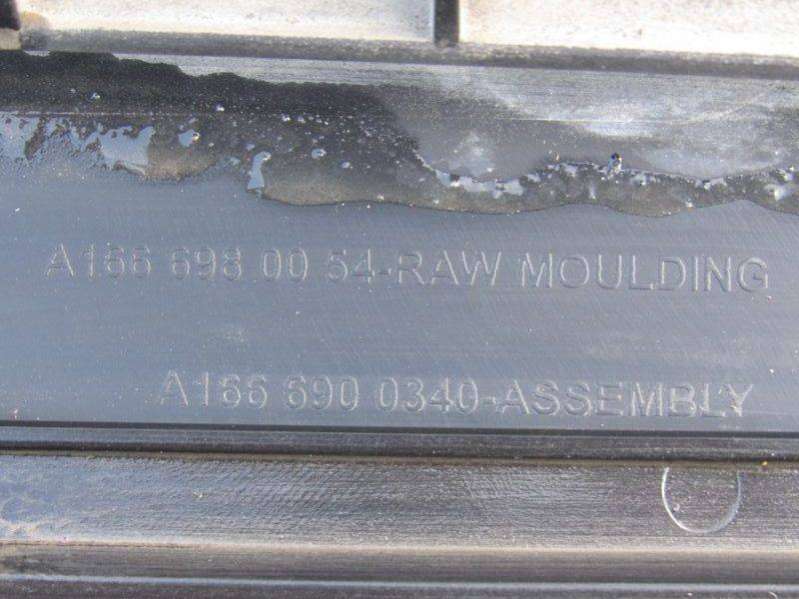 A166 698 00 54-RAW MOULDING
A166 690 0340-ASSEMBLY